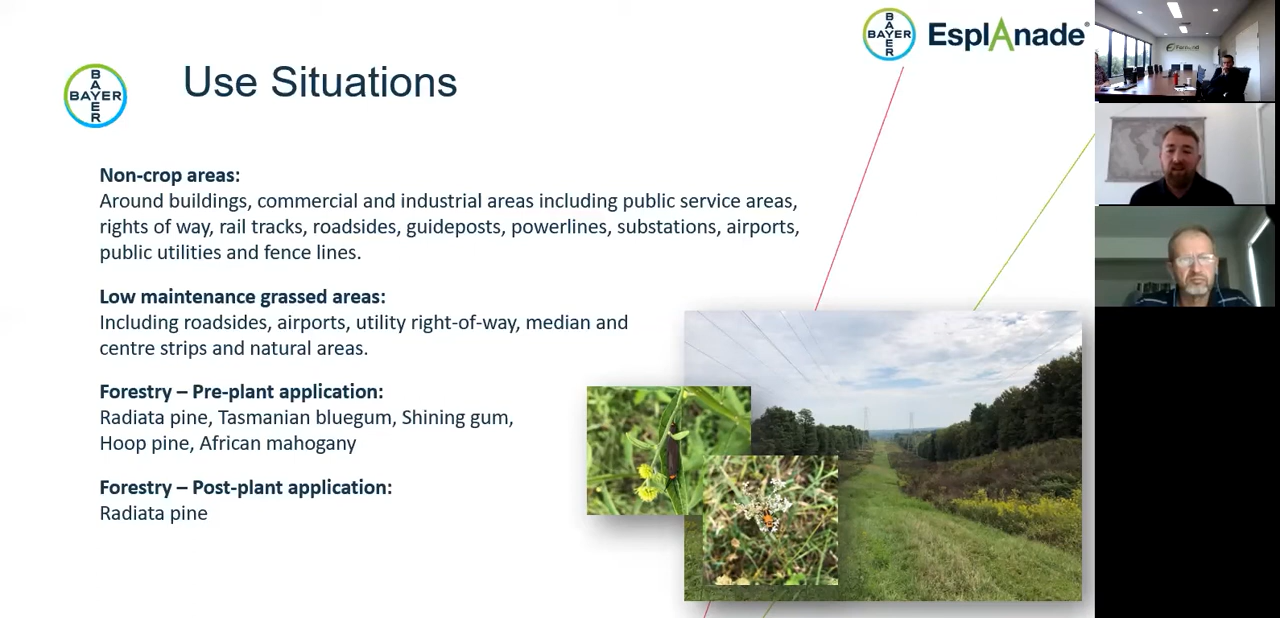 BAYER
BAYER
EsplAnade®
BAYER
BAYER
Use Situations
Non-crop areas:
Around buildings, commercial and industrial areas including public service areas,
rights of way, rail tracks, roadsides, guideposts, powerlines, substations, airports,
public utilities and fence lines.
Low maintenance grassed areas:
Including roadsides, airports, utility right-of-way, median and
centre strips and natural areas.
Forestry – Pre-plant application:
Radiata pine, Tasmanian bluegum, Shining gum,
Hoop pine, African mahogany
Forestry – Post-plant application:
Radiata pine